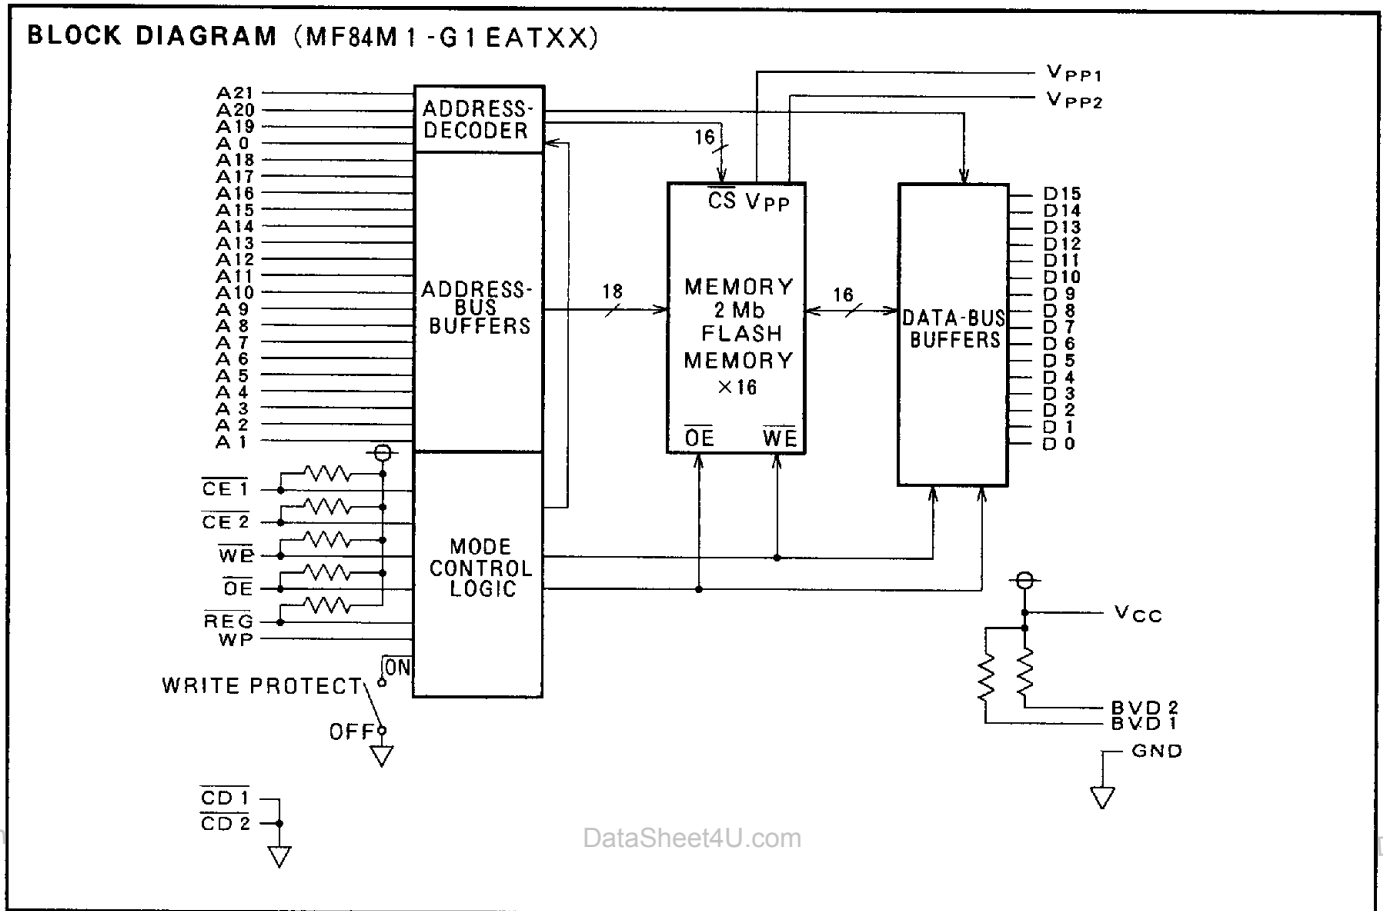 BLOCK DIAGRAM (MF84M1-G1EATXX)
A21
A20
A19
A0
A18
A17
A16
A15
A14
A13
A12
A11
A10
A9
A8
A7
A6
A5
A4
A3
A2
A1
CE1
CE2
WE
OE
REG
WP
ADDRESS-
DECODER
ADDRESS-
BUS
BUFFERS
MODE
CONTROL
LOGIC
ON
WRITE PROTECT
OFF
CD1
CD2
16
18
CS VPP
MEMORY
2Mb
FLASH
MEMORY
×16
OE WE
16
VPP1
VPP2
DATA-BUS
BUFFERS
D15
D14
D13
D12
D11
D10
D9
D8
D7
D6
D5
D4
D3
D2
D1
D0
VCC
BVD2
BVD1
GND
DataSheet4U.com